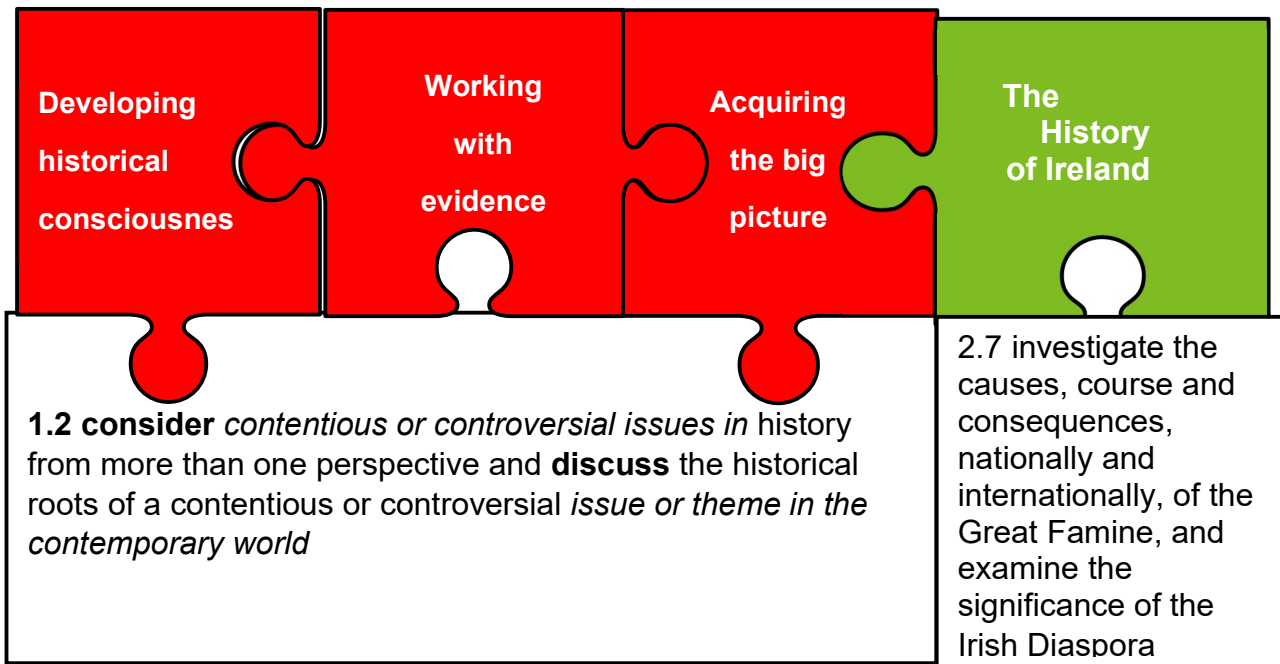 Developing
historical
consciousnes
Working
with
evidence
Acquiring
the big
picture
The
History
of Ireland
1.2 consider contentious or controversial issues in history
from more than one perspective and discuss the historical
roots of a contentious or controversial issue or theme in the
contemporary world
2.7 investigate the
causes, course and
consequences,
nationally and
internationally, of the
Great Famine, and
examine the
significance of the
Irish Diaspora